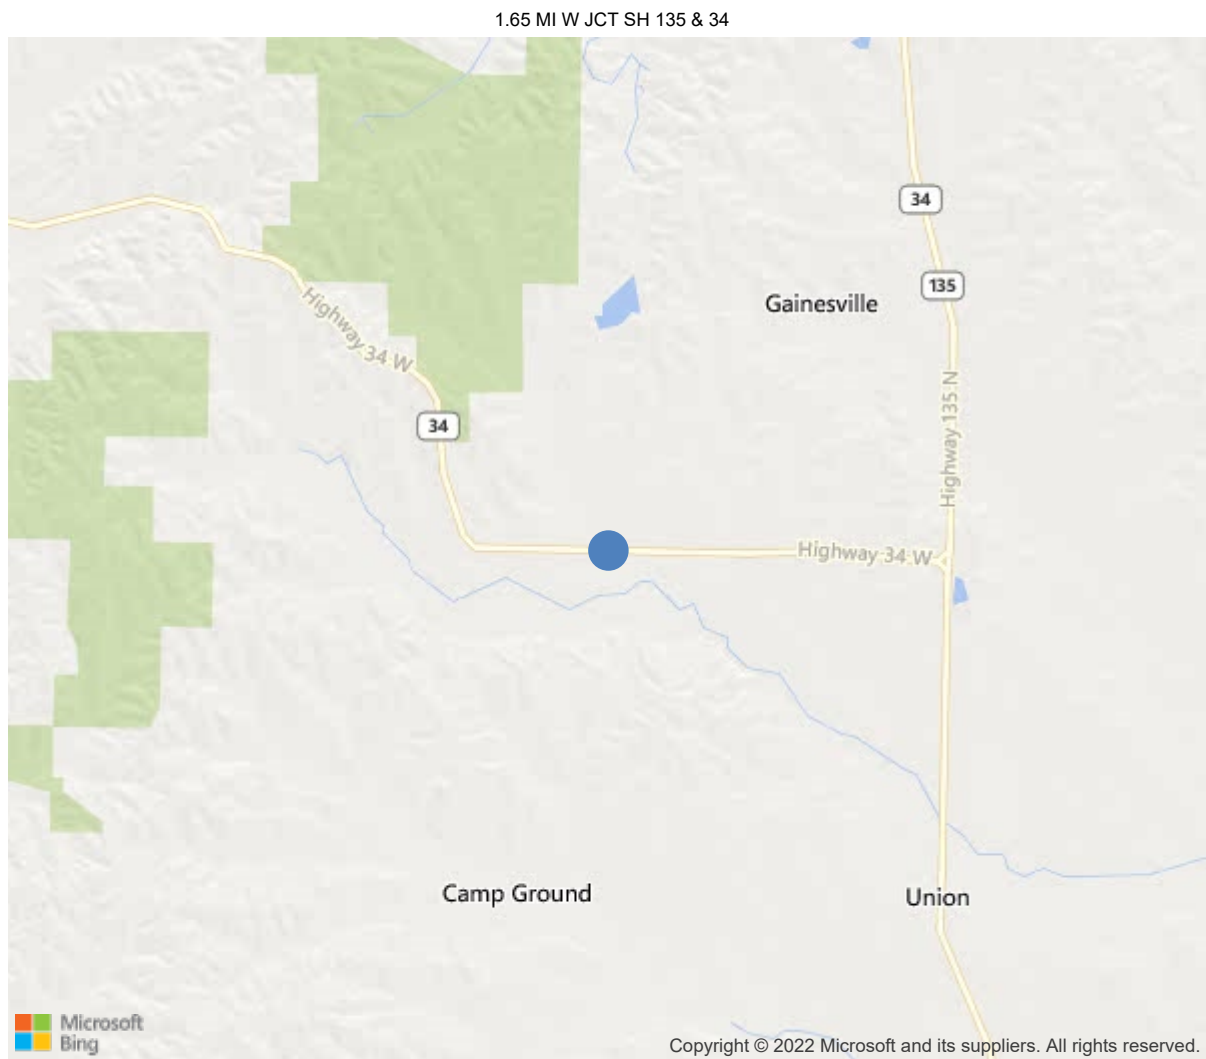 1.65 MI W JCT SH 135 & 34
34
135
Gainesville
Highway 34 W
Highway 135 N
34
Highway 34 W
Camp Ground
Union
Microsoft
Bing
Copyright © 2022 Microsoft and its suppliers. All rights reserved.